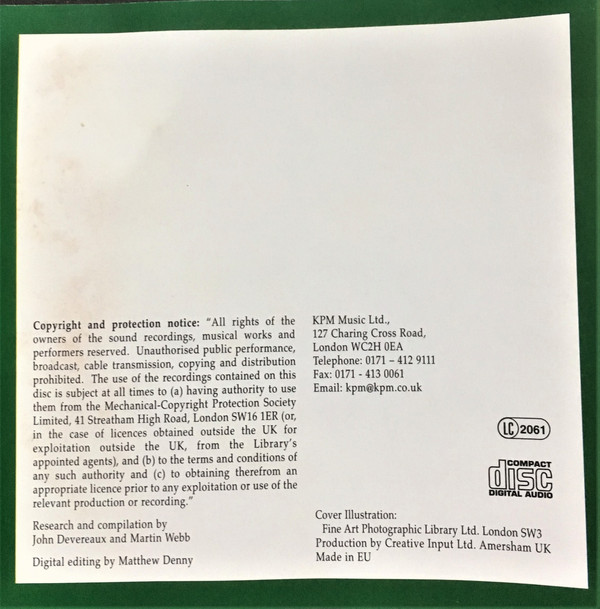 Copyright and protection notice: "All rights of the
owners of the sound recordings, musical works and
performers reserved. Unauthorised public performance,
broadcast, cable transmission, copying and distribution
prohibited. The use of the recordings contained on this
disc is subject at all times to (a) having authority to use
them from the Mechanical-Copyright Protection Society
Limited, 41 Streatham High Road, London SW16 1ER (or,
in the case of licences obtained outside the UK for
exploitation outside the UK, from the Library's
appointed agents), and (b) to the terms and conditions of
any such authority and (c) to obtaining therefrom an
appropriate licence prior to any exploitation or use of the
relevant production or recording."
Research and compilation by
John Devereaux and Martin Webb
Digital editing by Matthew Denny
KPM Music Ltd.,
127 Charing Cross Road,
London WC2H 0EA
Telephone: 0171 – 412 9111
Fax: 0171 - 413 0061
Email: kpm@kpm.co.uk
LC 2061
COMPACT
disc
DIGITAL AUDIO
Cover Illustration:
Fine Art Photographic Library Ltd. London SW3
Production by Creative Input Ltd. Amersham UK
Made in EU